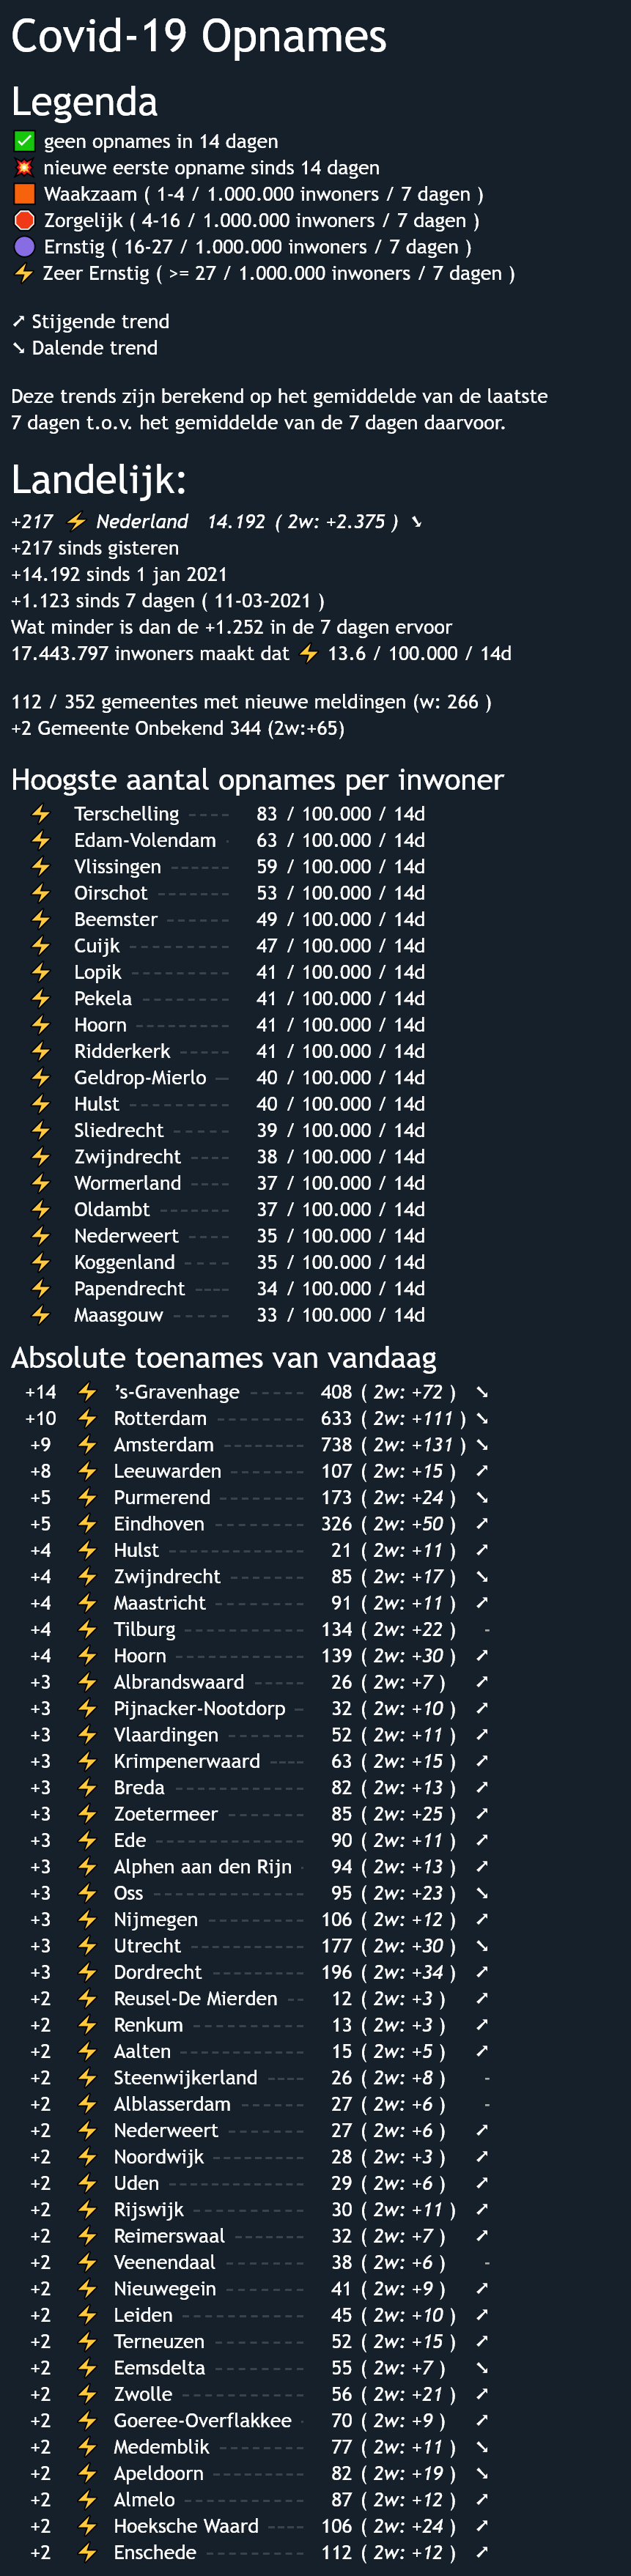 Covid-19 Opnames
Legenda
✅ geen opnames in 14 dagen
💥 nieuwe eerste opname sinds 14 dagen
🟧 Waakzaam ( 1-4 / 1.000.000 inwoners / 7 dagen )
🛑 Zorgelijk ( 4-16 / 1.000.000 inwoners / 7 dagen )
🟣 Ernstig ( 16-27 / 1.000.000 inwoners / 7 dagen )
⚡ Zeer Ernstig ( >= 27 / 1.000.000 inwoners / 7 dagen )
➚ Stijgende trend
➘ Dalende trend
Deze trends zijn berekend op het gemiddelde van de laatste
7 dagen t.o.v. het gemiddelde van de 7 dagen daarvoor.
Landelijk:
+217 ⚡ Nederland 14.192 ( 2w: +2.375 ) ➘
+217 sinds gisteren
+14.192 sinds 1 jan 2021
+1.123 sinds 7 dagen ( 11-03-2021 )
Wat minder is dan de +1.252 in de 7 dagen ervoor
17.443.797 inwoners maakt dat ⚡ 13.6 / 100.000 / 14d
112 / 352 gemeentes met nieuwe meldingen (w: 266 )
+2 Gemeente Onbekend 344 (2w:+65)
Hoogste aantal opnames per inwoner
⚡ Terschelling ---- 83 / 100.000 / 14d
⚡ Edam-Volendam - 63 / 100.000 / 14d
⚡ Vlissingen ------ 59 / 100.000 / 14d
⚡ Oirschot ------- 53 / 100.000 / 14d
⚡ Beemster ------ 49 / 100.000 / 14d
⚡ Cuijk --------- 47 / 100.000 / 14d
⚡ Lopik --------- 41 / 100.000 / 14d
⚡ Pekela -------- 41 / 100.000 / 14d
⚡ Hoorn --------- 41 / 100.000 / 14d
⚡ Ridderkerk ----- 41 / 100.000 / 14d
⚡ Geldrop-Mierlo -- 40 / 100.000 / 14d
⚡ Hulst ---------- 40 / 100.000 / 14d
⚡ Sliedrecht ----- 39 / 100.000 / 14d
⚡ Zwijndrecht ---- 38 / 100.000 / 14d
⚡ Wormerland ---- 37 / 100.000 / 14d
⚡ Oldambt ------- 37 / 100.000 / 14d
⚡ Nederweert ---- 35 / 100.000 / 14d
⚡ Koggenland ---- 35 / 100.000 / 14d
⚡ Papendrecht ---- 34 / 100.000 / 14d
⚡ Maasgouw ----- 33 / 100.000 / 14d
Absolute toenames van vandaag
+14 ⚡ 's-Gravenhage ----- 408 ( 2w: +72 ) ➘
+10 ⚡ Rotterdam -------- 633 ( 2w: +111 ) ➘
+9 ⚡ Amsterdam ------- 738 ( 2w: +131 ) ➘
+8 ⚡ Leeuwarden ------- 107 ( 2w: +15 ) ➚
+5 ⚡ Purmerend -------- 173 ( 2w: +24 ) ➘
+5 ⚡ Eindhoven -------- 326 ( 2w: +50 ) ➚
+4 ⚡ Hulst ------------- 21 ( 2w: +11 ) ➚
+4 ⚡ Zwijndrecht ------- 85 ( 2w: +17 ) ➘
+4 ⚡ Maastricht -------- 91 ( 2w: +11 ) ➚
+4 ⚡ Tilburg ------------ 134 ( 2w: +22 ) -
+4 ⚡ Hoorn ------------ 139 ( 2w: +30 ) ➚
+3 ⚡ Albrandswaard ----- 26 ( 2w: +7 ) ➚
+3 ⚡ Pijnacker-Nootdorp - 32 ( 2w: +10 ) ➚
+3 ⚡ Vlaardingen ------- 52 ( 2w: +11 ) ➚
+3 ⚡ Krimpenerwaard ---- 63 ( 2w: +15 ) ➚
+3 ⚡ Breda ------------ 82 ( 2w: +13 ) ➚
+3 ⚡ Zoetermeer ------- 85 ( 2w: +25 ) ➚
+3 ⚡ Ede -------------- 90 ( 2w: +11 ) ➚
+3 ⚡ Alphen aan den Rijn - 94 ( 2w: +13 ) ➚
+3 ⚡ Oss -------------- 95 ( 2w: +23 ) ➘
+3 ⚡ Nijmegen --------- 106 ( 2w: +12 ) ➚
+3 ⚡ Utrecht ----------- 177 ( 2w: +30 ) ➘
+3 ⚡ Dordrecht --------- 196 ( 2w: +34 ) ➚
+2 ⚡ Reusel-De Mierden -- 12 ( 2w: +3 ) ➚
+2 ⚡ Renkum ---------- 13 ( 2w: +3 ) ➚
+2 ⚡ Aalten ------------ 15 ( 2w: +5 ) ➚
+2 ⚡ Steenwijkerland ---- 26 ( 2w: +8 ) -
+2 ⚡ Alblasserdam ------ 27 ( 2w: +6 ) -
+2 ⚡ Nederweert ------- 27 ( 2w: +6 ) ➚
+2 ⚡ Noordwijk -------- 28 ( 2w: +3 ) ➚
+2 ⚡ Uden ------------- 29 ( 2w: +6 ) ➚
+2 ⚡ Rijswijk ---------- 30 ( 2w: +11 ) ➚
+2 ⚡ Reimerswaal ------- 32 ( 2w: +7 ) ➚
+2 ⚡ Veenendaal ------- 38 ( 2w: +6 ) -
+2 ⚡ Nieuwegein ------- 41 ( 2w: +9 ) ➚
+2 ⚡ Leiden ------------ 45 ( 2w: +10 ) ➚
+2 ⚡ Terneuzen -------- 52 ( 2w: +15 ) ➚
+2 ⚡ Eemsdelta -------- 55 ( 2w: +7 ) ➘
+2 ⚡ Zwolle ------------ 56 ( 2w: +21 ) ➚
+2 ⚡ Goeree-Overflakkee - 70 ( 2w: +9 ) ➚
+2 ⚡ Medemblik -------- 77 ( 2w: +11 ) ➘
+2 ⚡ Apeldoorn -------- 82 ( 2w: +19 ) ➘
+2 ⚡ Almelo ----------- 87 ( 2w: +12 ) ➚
+2 ⚡ Hoeksche Waard ---- 106 ( 2w: +24 ) ➚
+2 ⚡ Enschede --------- 112 ( 2w: +12 ) ➚